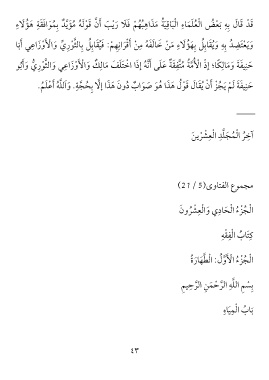 قَدْ قَالَ بِهِ بَعْضُ الْعُلَمَاءِ الْبَاقِيَةُ مَذَاهِبُهُمْ فَلَا رَيْبَ أَنَّ قَوْلَهُ مُؤَيَّدٌ بِمُوَافَقَةِ هَؤُلَاءِ
وَيَعْتَضِدُ بِهِ وَيُقَابِلُ بِهَؤُلَاءِ مَنْ خَالَفَهُ مِنْ أَقْرَانِهِمْ: فَيُقَابِلُ بِالثَّوْرِيِّ وَالْأَوْزَاعِي أَبَا
حَنِيفَةَ وَمَالِكًا؛ إذْ الْأُمَّةُ مُتَّفِقَةٌ عَلَى أَنَّهُ إذَا اخْتَلَفَ مَالِكٌ وَالْأَوْزَاعِي وَالثَّوْرِيُّ وَأَبُو
حَنِيفَةَ لَمْ يَجُزْ أَنْ يُقَالَ قَوْلُ هَذَا هُوَ صَوَابٌ دُونَ هَذَا إلَّا بِحُجَّةِ. وَاَللَّهُ أَعْلَمُ.
آخِرُ الْمُجَلَّدِ الْعِشْرِينَ
مجموع الفتاوى (5 / 21)
الْجُزْءُ الْحَادِي وَالْعِشْرُونَ
كِتَابُ الْفِقْهِ
الْجُزْءُ الْأَوَّلُ: الطَّهَارَةُ
بِسْمِ اللَّهِ الرَّحْمَنِ الرَّحِيمِ
بَابُ الْمِيَاهِ
٤٣